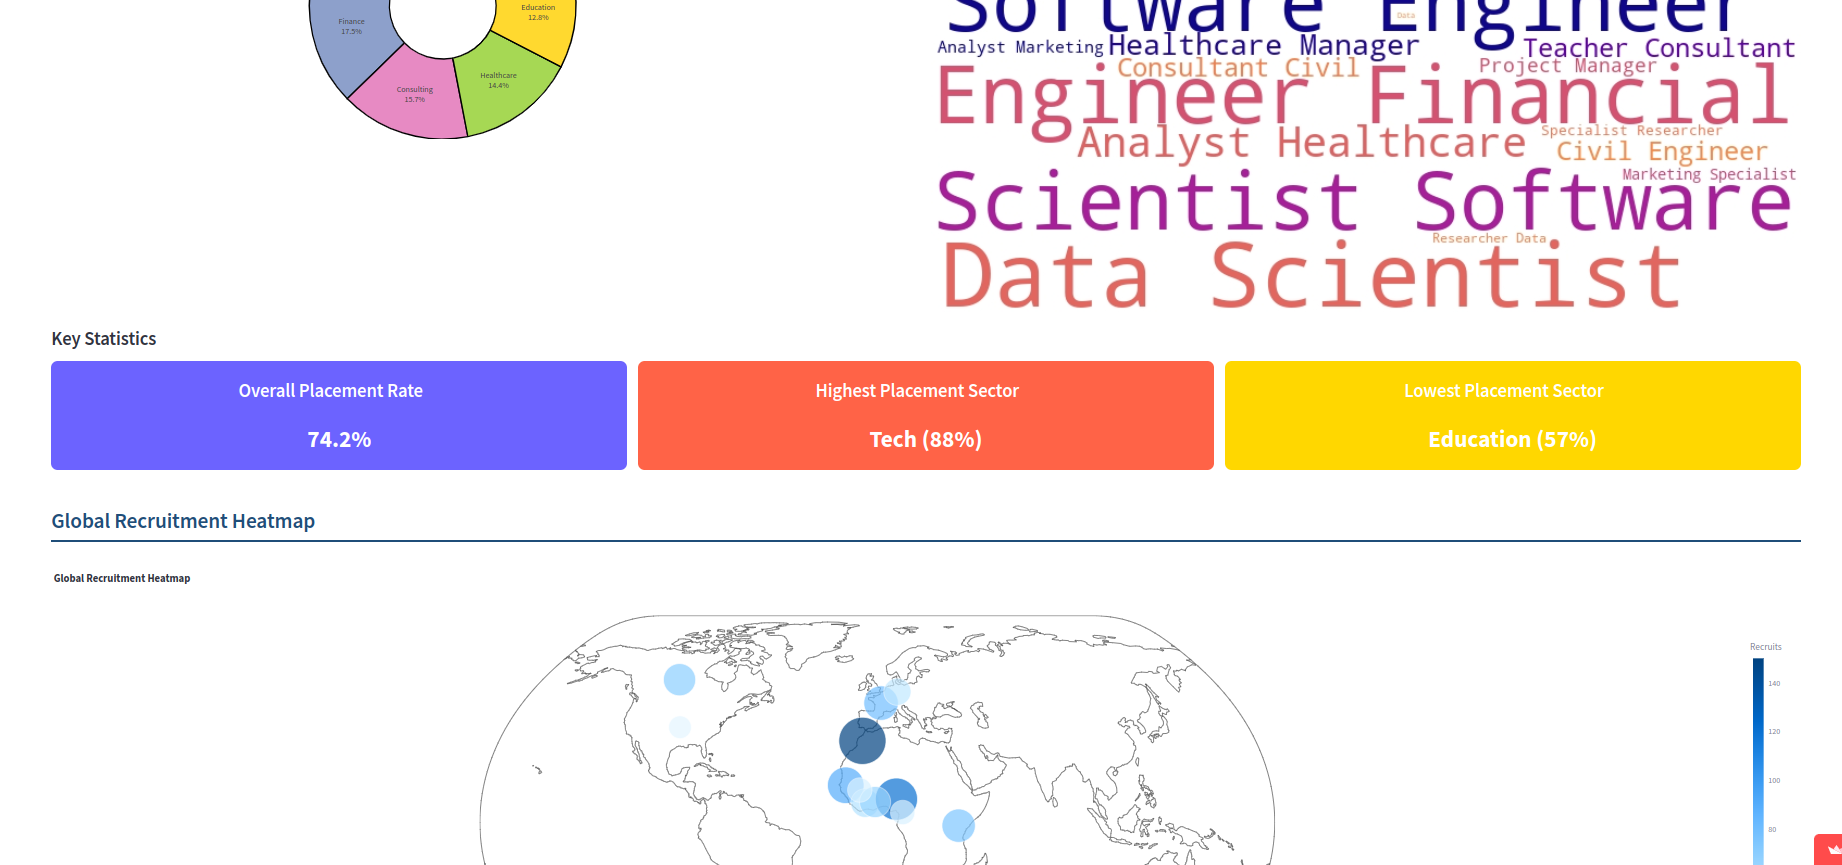 Education
12.8%
Finance
17.5%
Healthcare
14.4%
Consulting
15.7%
Software Engineer
Data
Analyst Marketing
Healthcare Manager
Teacher Consultant
Consultant Civil
Project Manager
Engineer Financial
Specialist Researcher
Analyst Healthcare
Civil Engineer
Marketing Specialist
Scientist Software
Researcher Data
Data Scientist
Key Statistics
Overall Placement Rate
74.2%
Highest Placement Sector
Tech (88%)
Lowest Placement Sector
Education (57%)
Global Recruitment Heatmap
Global Recruitment Heatmap
Recruits
140
120
100
80